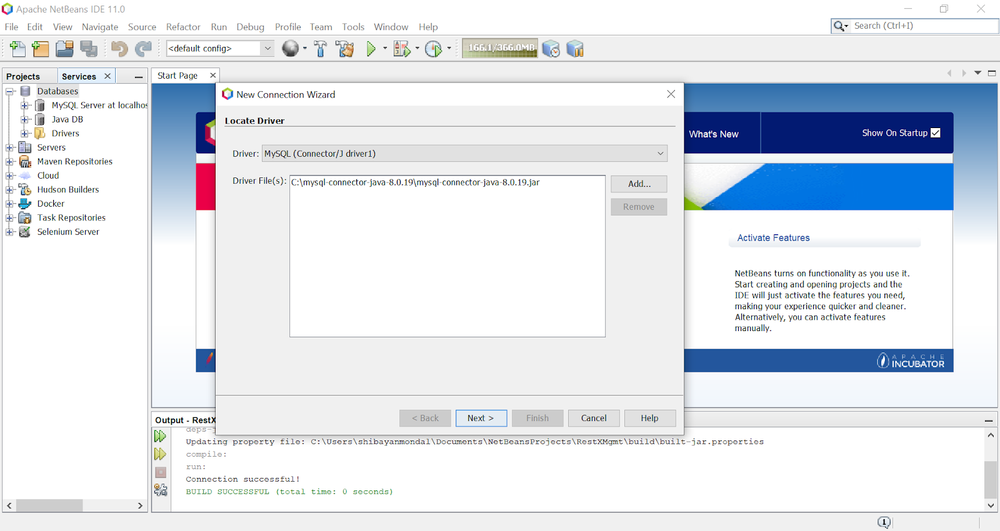 Apache NetBeans IDE 11.0
File Edit View Navigate Source Refactor Run Debug Profile Team Tools Window Help
Search (Ctrl+I)
<default config>
166.1/366.0MB
Projects
Services
Start Page
Databases
MySQL Server at localhos
Java DB
Drivers
Servers
Maven Repositories
Cloud
Hudson Builders
Docker
Task Repositories
Selenium Server
New Connection Wizard
Locate Driver
Driver: MySQL (Connector/J driver1)
Driver File(s): C:\mysql-connector-java-8.0.19\mysql-connector-java-8.0.19.jar
Add...
Remove
< Back
Next >
Finish
Cancel
Help
What's New
Show On Startup
Activate Features
NetBeans turns on functionality as you use it.
Start creating and opening projects and the
IDE will just activate the features you need,
making your experience quicker and cleaner.
Alternatively, you can activate features
manually.
APACHE
INCUBATOR
Output - RestX
deps-j
Updating property file: C:\Users\shibayanmondal\Documents\NetBeansProjects\RestXMgmt\build\built-jar.properties
compile:
run:
Connection successful!
BUILD SUCCESSFUL (total time: 0 seconds)
1